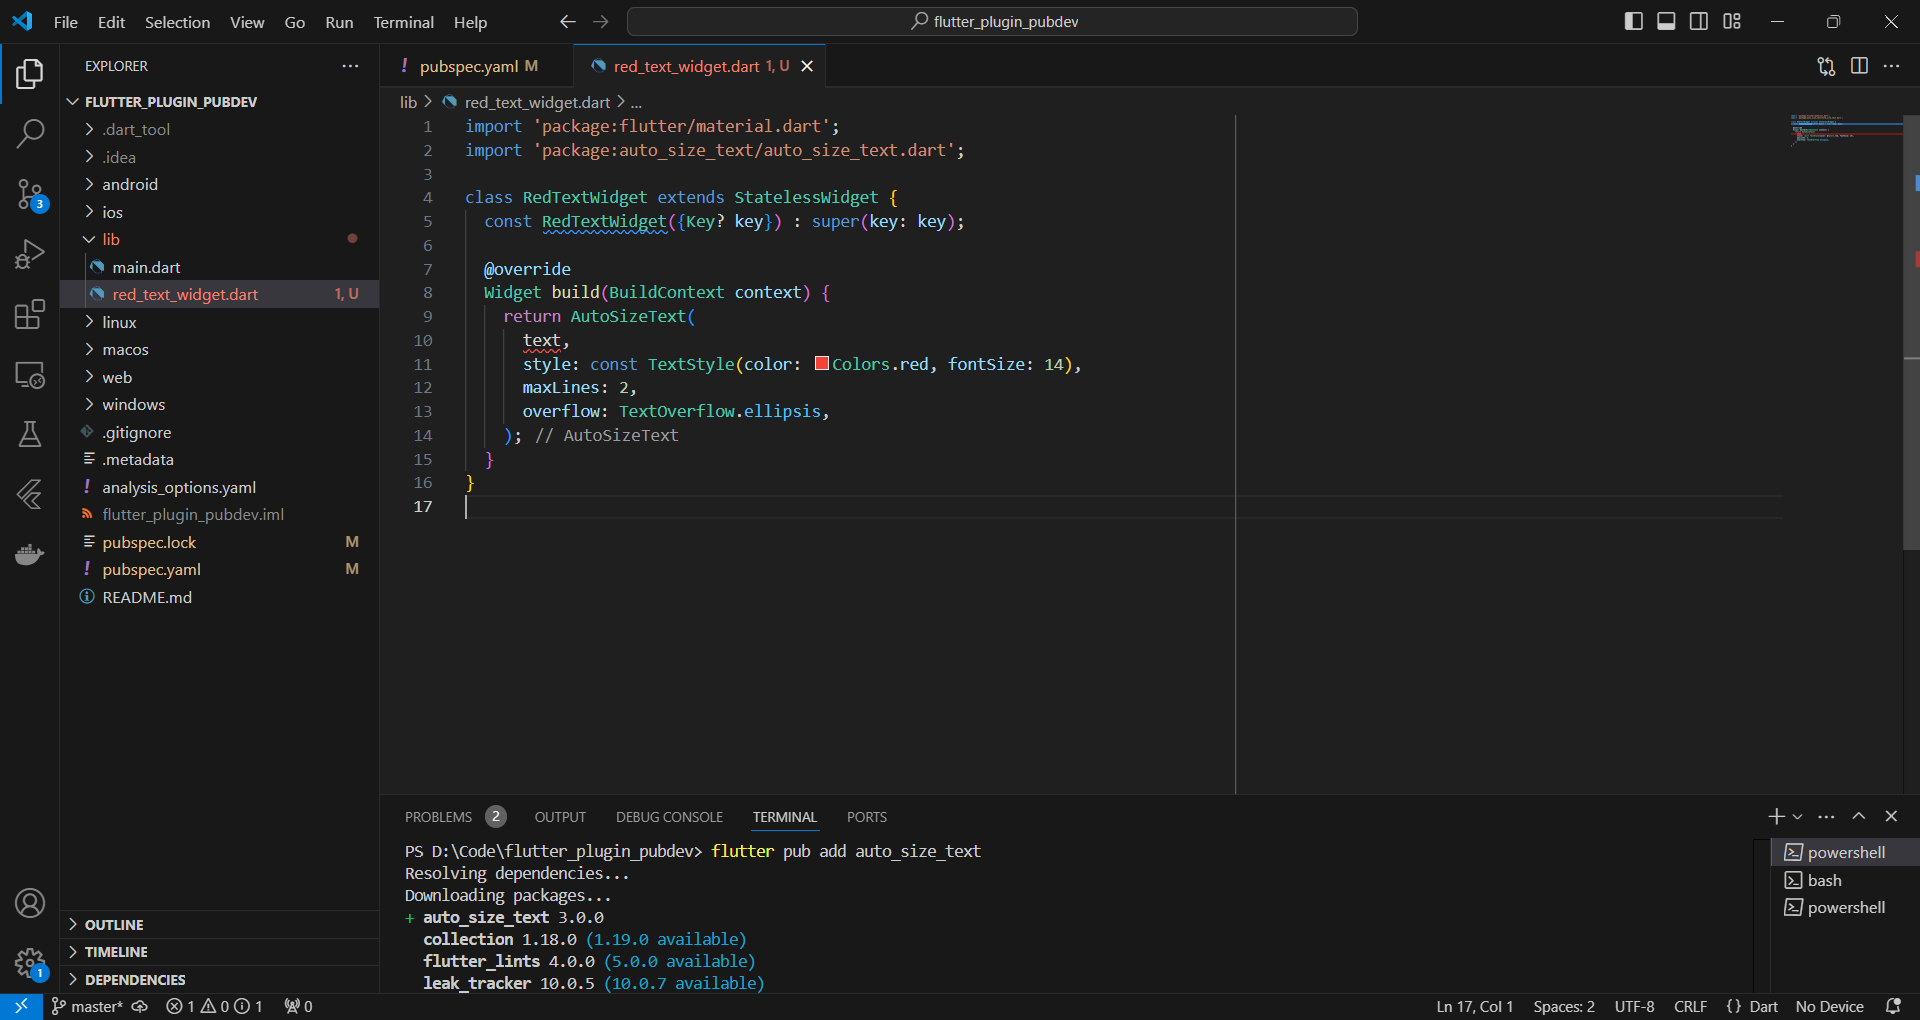 File Edit Selection View Go Run Terminal Help
flutter_plugin_pubdev
EXPLORER
FLUTTER_PLUGIN_PUBDEV
.dart_tool
.idea
android
ios
lib
main.dart
red_text_widget.dart 1, U
linux
macos
web
windows
.gitignore
.metadata
analysis_options.yaml
flutter_plugin_pubdev.iml
pubspec.lock M
pubspec.yaml M
README.md
OUTLINE
TIMELINE
DEPENDENCIES
3
1
pubspec.yaml M
red_text_widget.dart 1, U
lib > red_text_widget.dart > ...
1 import 'package:flutter/material.dart';
2 import 'package:auto_size_text/auto_size_text.dart';
3
4 class RedTextWidget extends StatelessWidget {
5 const RedTextWidget({Key? key}) : super(key: key);
6
7 @override
8 Widget build(BuildContext context) {
9 return AutoSizeText(
10 text,
11 style: const TextStyle(color: Colors.red, fontSize: 14),
12 maxLines: 2,
13 overflow: TextOverflow.ellipsis,
14 ); // AutoSizeText
15 }
16 }
17
PROBLEMS 2 OUTPUT DEBUG CONSOLE TERMINAL PORTS
PS D:\Code\flutter_plugin_pubdev> flutter pub add auto_size_text
Resolving dependencies...
Downloading packages...
+ auto_size_text 3.0.0
collection 1.18.0 (1.19.0 available)
flutter_lints 4.0.0 (5.0.0 available)
leak_tracker 10.0.5 (10.0.7 available)
powershell
bash
powershell
master* 1 0 1 0
Ln 17, Col 1 Spaces: 2 UTF-8 CRLF {} Dart No Device